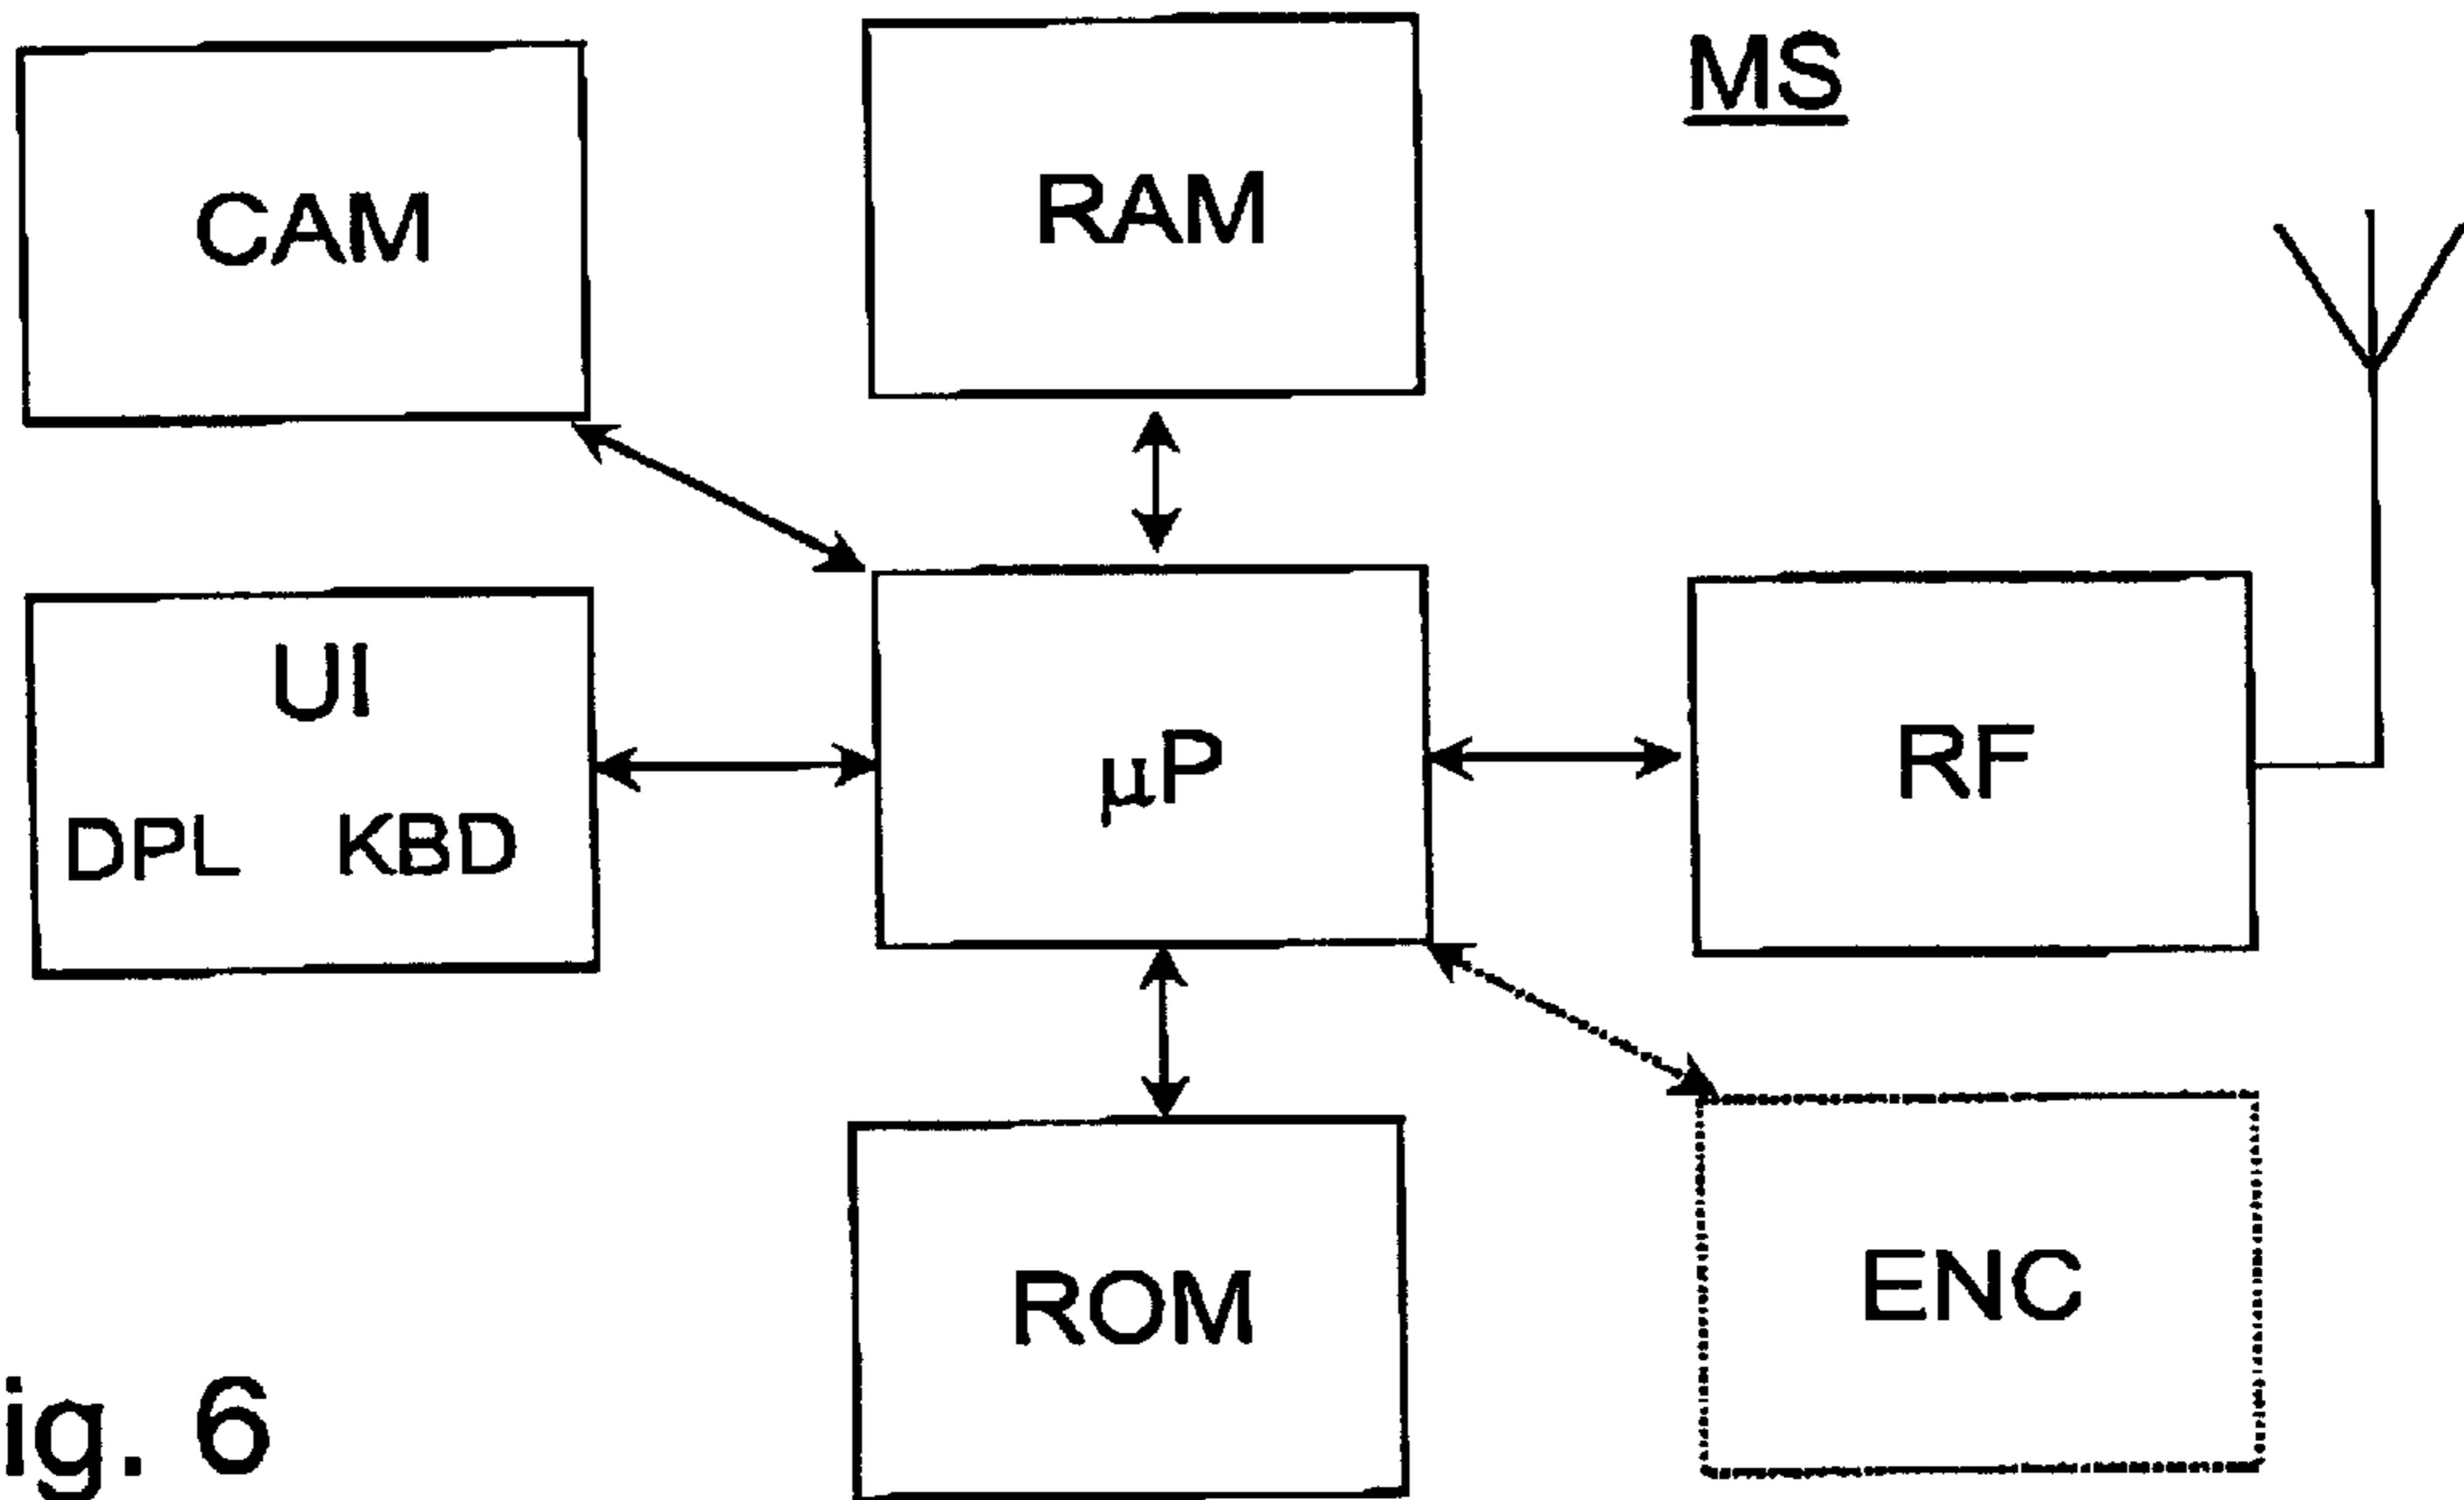 MS
CAM
RAM
UI
DPL KBD
µP
RF
ROM
ENC
ig. 6